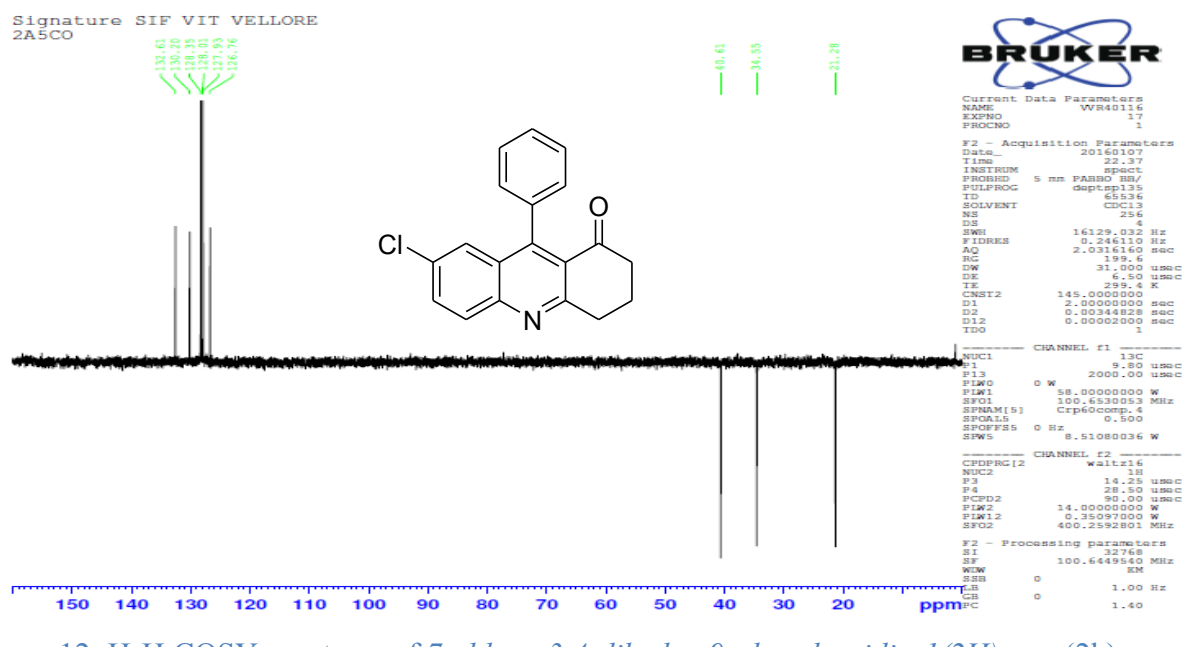 Signature SIF VIT VELLORE
2A5CO
132.61
130.20
128.35
128.01
127.93
126.76
40.61
34.55
21.28
BRUKER
Current Data Parameters
NAME VVR40116
EXPNO 17
PROCNO 1
F2 - Acquisition Parameters
Date_ 20160107
Time 22.37
INSTRUM spect
PROBHD 5 mm PABBO BB/
PULPROG deptsp135
TD 65536
SOLVENT CDCl3
NS 256
DS 4
SWH 16129.032 Hz
FIDRES 0.246110 Hz
AQ 2.0316160 sec
RG 199.6
DW 31.000 usec
DE 6.50 usec
TE 299.4 K
CNST2 145.0000000
D1 2.00000000 sec
D2 0.00344828 sec
D12 0.00002000 sec
TD0 1
======== CHANNEL f1 ========
NUC1 13C
P1 9.80 usec
P13 2000.00 usec
PLW0 0 W
PLW1 58.00000000 W
SFO1 100.6530053 MHz
SPNAM[5] Crp60comp.4
SPOAL5 0.500
SPOFFS5 0 Hz
SPW5 8.51080036 W
======== CHANNEL f2 ========
CPDPRG[2 waltz16
NUC2 1H
P3 14.25 usec
P4 28.50 usec
PCPD2 90.00 usec
PLW2 14.00000000 W
PLW12 0.35097000 W
SFO2 400.2592801 MHz
F2 - Processing parameters
SI 32768
SF 100.6449540 MHz
WDW EM
SSB 0
LB 1.00 Hz
GB 0
PC 1.40
O
Cl
N
150 140 130 120 110 100 90 80 70 60 50 40 30 20 ppm